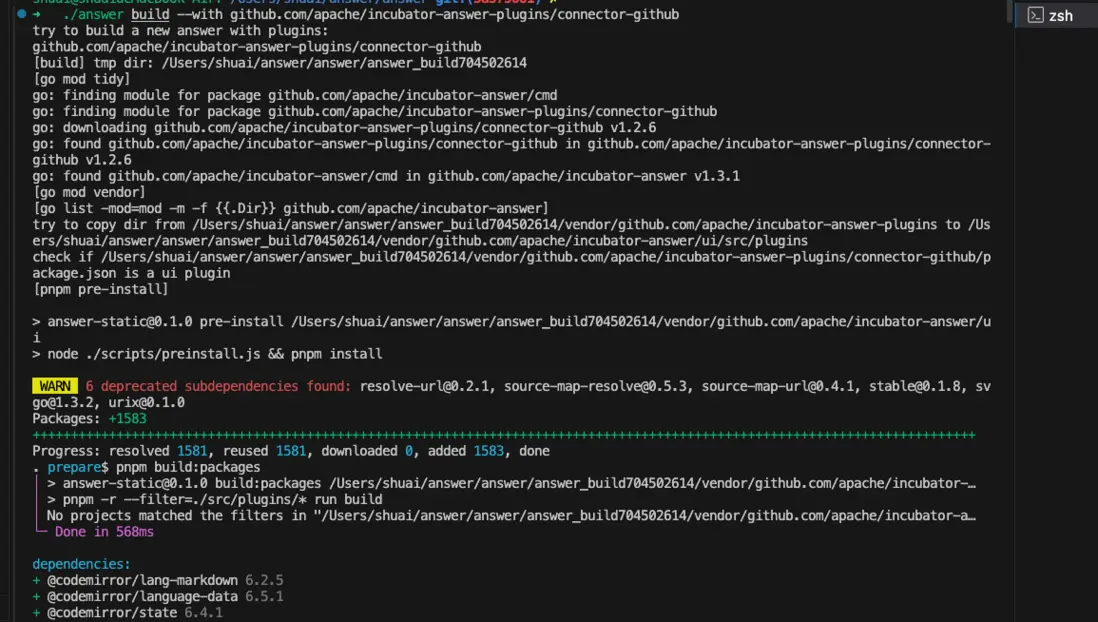 ➜ ./answer build --with github.com/apache/incubator-answer-plugins/connector-github
zsh
try to build a new answer with plugins:
github.com/apache/incubator-answer-plugins/connector-github
[build] tmp dir: /Users/shuai/answer/answer/answer_build704502614
[go mod tidy]
go: finding module for package github.com/apache/incubator-answer/cmd
go: finding module for package github.com/apache/incubator-answer-plugins/connector-github
go: downloading github.com/apache/incubator-answer-plugins/connector-github v1.2.6
go: found github.com/apache/incubator-answer-plugins/connector-github in github.com/apache/incubator-answer-plugins/connector-
github v1.2.6
go: found github.com/apache/incubator-answer/cmd in github.com/apache/incubator-answer v1.3.1
[go mod vendor]
[go list -mod=mod -m -f {{.Dir}} github.com/apache/incubator-answer]
try to copy dir from /Users/shuai/answer/answer/answer_build704502614/vendor/github.com/apache/incubator-answer-plugins to /Us
ers/shuai/answer/answer/answer_build704502614/vendor/github.com/apache/incubator-answer/ui/src/plugins
check if /Users/shuai/answer/answer/answer_build704502614/vendor/github.com/apache/incubator-answer-plugins/connector-github/p
ackage.json is a ui plugin
[pnpm pre-install]
> answer-static@0.1.0 pre-install /Users/shuai/answer/answer/answer_build704502614/vendor/github.com/apache/incubator-answer/u
i
> node ./scripts/preinstall.js && pnpm install
WARN 6 deprecated subdependencies found: resolve-url@0.2.1, source-map-resolve@0.5.3, source-map-url@0.4.1, stable@0.1.8, sv
go@1.3.2, urix@0.1.0
Packages: +1583
++++++++++++++++++++++++++++++++++++++++++++++++++++++++++++++++++++++++++++++++++++++++++++++++++++++++++++++++++++++++++++
Progress: resolved 1581, reused 1581, downloaded 0, added 1583, done
. prepare$ pnpm build:packages
> answer-static@0.1.0 build:packages /Users/shuai/answer/answer/answer_build704502614/vendor/github.com/apache/incubator-…
> pnpm -r --filter=./src/plugins/* run build
No projects matched the filters in "/Users/shuai/answer/answer/answer_build704502614/vendor/github.com/apache/incubator-a…
Done in 568ms
dependencies:
+ @codemirror/lang-markdown 6.2.5
+ @codemirror/language-data 6.5.1
+ @codemirror/state 6.4.1